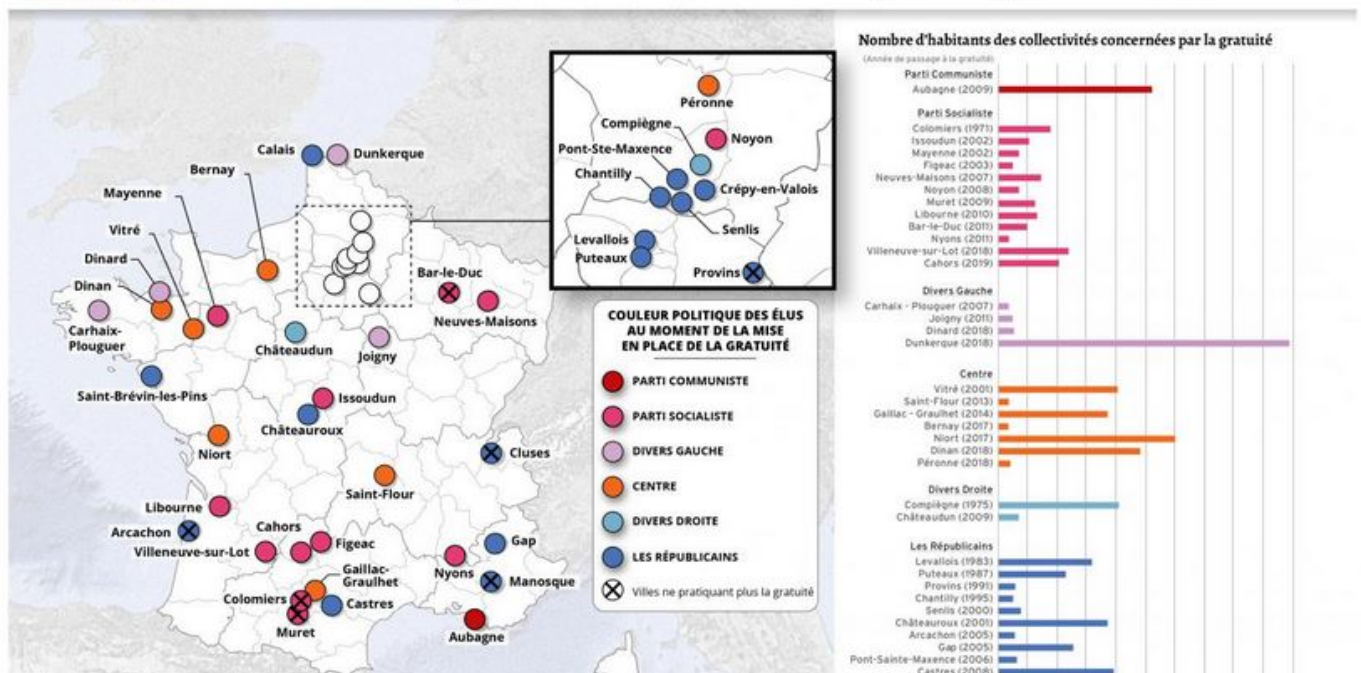 Calais
Dunkerque
Bernay
Mayenne
Vitré
Dinard
Dinan
Carhaix-
Plouguer
Bar-le-Duc
Neuves-Maisons
Châteaudun
Joigny
Saint-Brévin-les-Pins
Issoudun
Châteauroux
Niort
Cluses
Saint-Flour
Libourne
Arcachon
Cahors
Villeneuve-sur-Lot
Figeac
Gap
Gaillac-
Graulhet
Nyons
Manosque
Colomiers
Castres
Muret
Aubagne
Péronne
Compiègne
Noyon
Pont-Ste-Maxence
Chantilly
Crépy-en-Valois
Senlis
Levallois
Puteaux
Provins
COULEUR POLITIQUE DES ÉLUS
AU MOMENT DE LA MISE
EN PLACE DE LA GRATUITÉ
PARTI COMMUNISTE
PARTI SOCIALISTE
DIVERS GAUCHE
CENTRE
DIVERS DROITE
LES RÉPUBLICAINS
Villes ne pratiquant plus la gratuité
Nombre d'habitants des collectivités concernées par la gratuité
(Année de passage à la gratuité)
Parti Communiste
Aubagne (2009)
Parti Socialiste
Colomiers (1971)
Issoudun (2002)
Mayenne (2002)
Figeac (2003)
Neuves-Maisons (2007)
Noyon (2008)
Muret (2009)
Libourne (2010)
Bar-le-Duc (2011)
Nyons (2011)
Villeneuve-sur-Lot (2018)
Cahors (2019)
Divers Gauche
Carhaix - Plouguer (2007)
Joigny (2011)
Dinard (2018)
Dunkerque (2018)
Centre
Vitré (2001)
Saint-Flour (2013)
Gaillac - Graulhet (2014)
Bernay (2017)
Niort (2017)
Dinan (2018)
Péronne (2018)
Divers Droite
Compiègne (1975)
Châteaudun (2009)
Les Républicains
Levallois (1983)
Puteaux (1987)
Provins (1991)
Chantilly (1995)
Senlis (2000)
Châteauroux (2001)
Arcachon (2005)
Gap (2005)
Pont-Sainte-Maxence (2006)
Castres (2008)